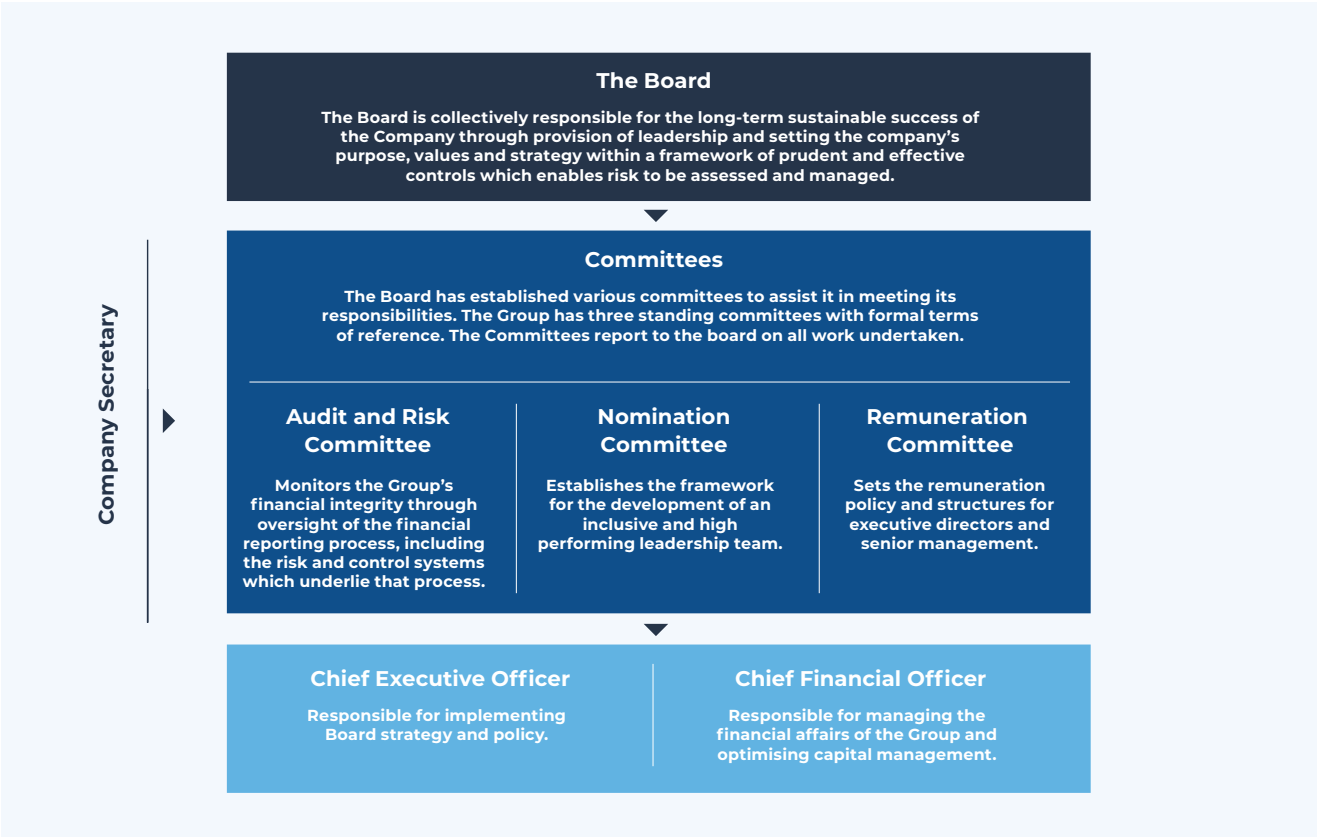 The Board
The Board is collectively responsible for the long-term sustainable success of
the Company through provision of leadership and setting the company’s
purpose, values and strategy within a framework of prudent and effective
controls which enables risk to be assessed and managed.
Company Secretary
Committees
The Board has established various committees to assist it in meeting its
responsibilities. The Group has three standing committees with formal terms
of reference. The Committees report to the board on all work undertaken.
Audit and Risk
Committee
Monitors the Group’s
financial integrity through
oversight of the financial
reporting process, including
the risk and control systems
which underlie that process.
Nomination
Committee
Establishes the framework
for the development of an
inclusive and high
performing leadership team.
Remuneration
Committee
Sets the remuneration
policy and structures for
executive directors and
senior management.
Chief Executive Officer
Responsible for implementing
Board strategy and policy.
Chief Financial Officer
Responsible for managing the
financial affairs of the Group and
optimising capital management.